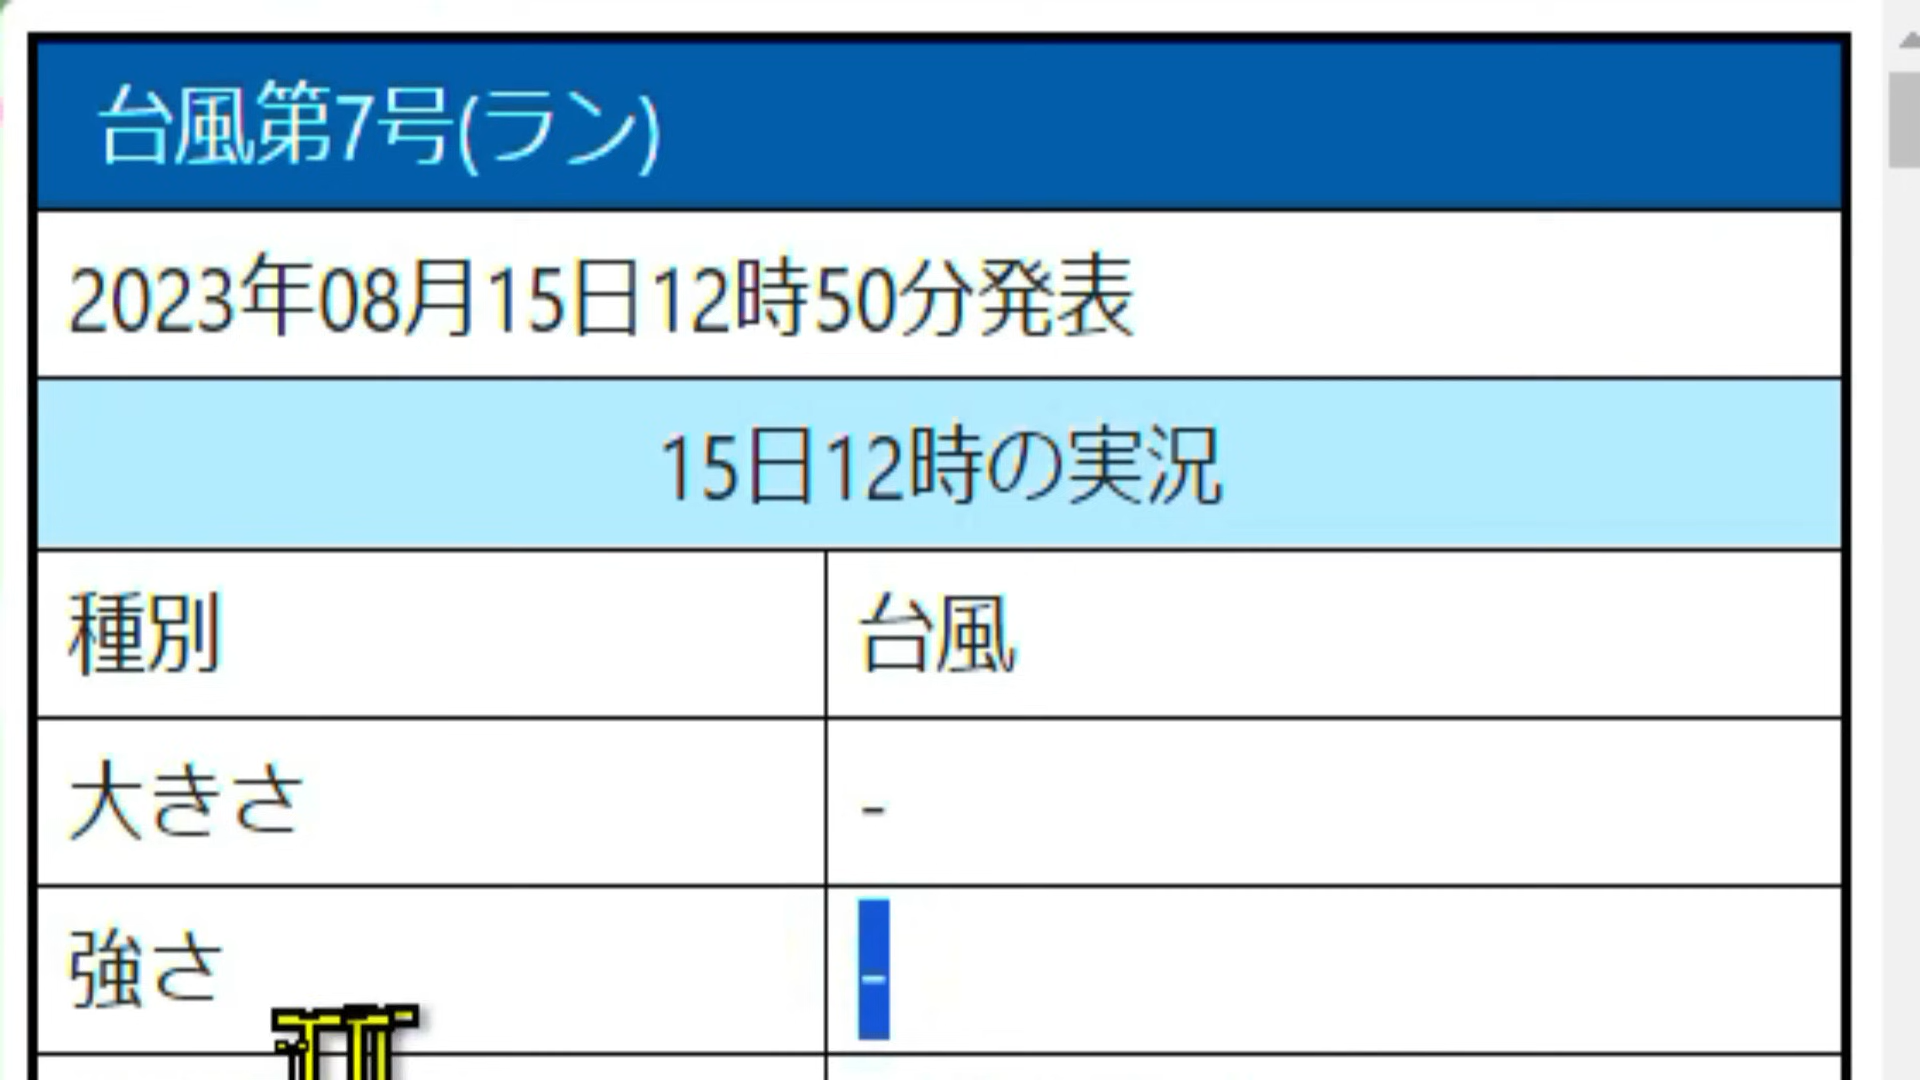 台風第7号(ラン)
2023年08月15日12時50分発表
15日12時の実況
種別 台風
大きさ -
強さ -